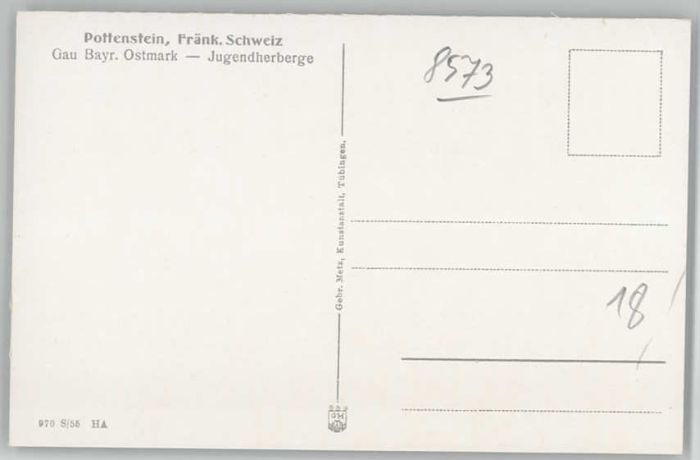 Pottenstein, Fränk. Schweiz
Gau Bayr. Ostmark — Jugendherberge
8573
Gebr. Metz, Kunstanstalt, Tübingen.
18
970 S/55 HA